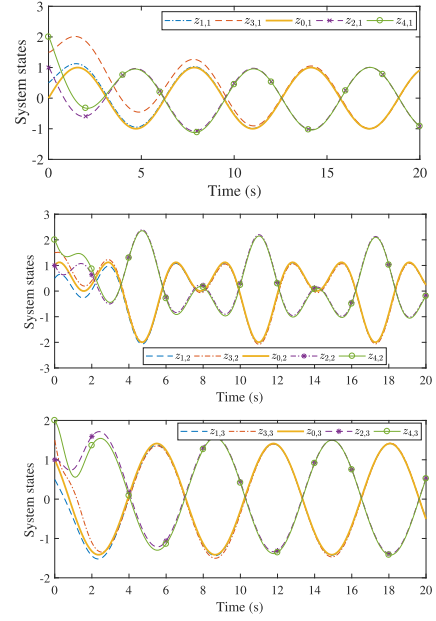 2
1
0
-1
-2
System states
z1,1 z3,1 z0,1 z2,1 z4,1
0 5 10 15 20
Time (s)
3
2
1
0
-1
-2
-3
System states
z1,2 z3,2 z0,2 z2,2 z4,2
0 2 4 6 8 10 12 14 16 18 20
Time (s)
2
1
0
-1
-2
System states
z1,3 z3,3 z0,3 z2,3 z4,3
0 2 4 6 8 10 12 14 16 18 20
Time (s)